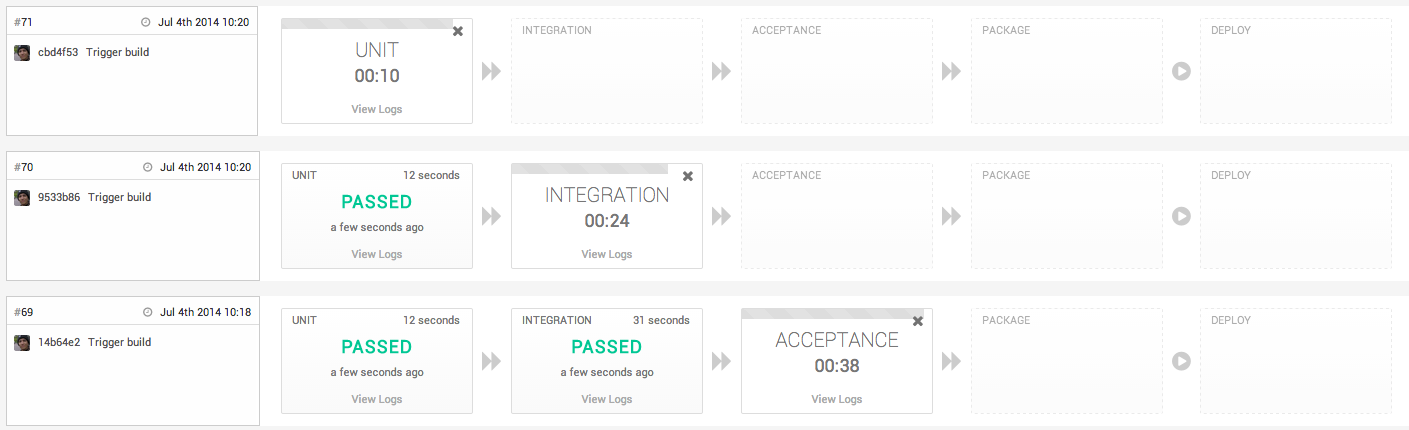 #71 Jul 4th 2014 10:20
cbd4f53 Trigger build
UNIT
00:10
View Logs
INTEGRATION
ACCEPTANCE
PACKAGE
DEPLOY
#70 Jul 4th 2014 10:20
9533b86 Trigger build
UNIT 12 seconds
PASSED
a few seconds ago
View Logs
INTEGRATION
00:24
View Logs
ACCEPTANCE
PACKAGE
DEPLOY
#69 Jul 4th 2014 10:18
14b64e2 Trigger build
UNIT 12 seconds
PASSED
a few seconds ago
View Logs
INTEGRATION 31 seconds
PASSED
a few seconds ago
View Logs
ACCEPTANCE
00:38
View Logs
PACKAGE
DEPLOY